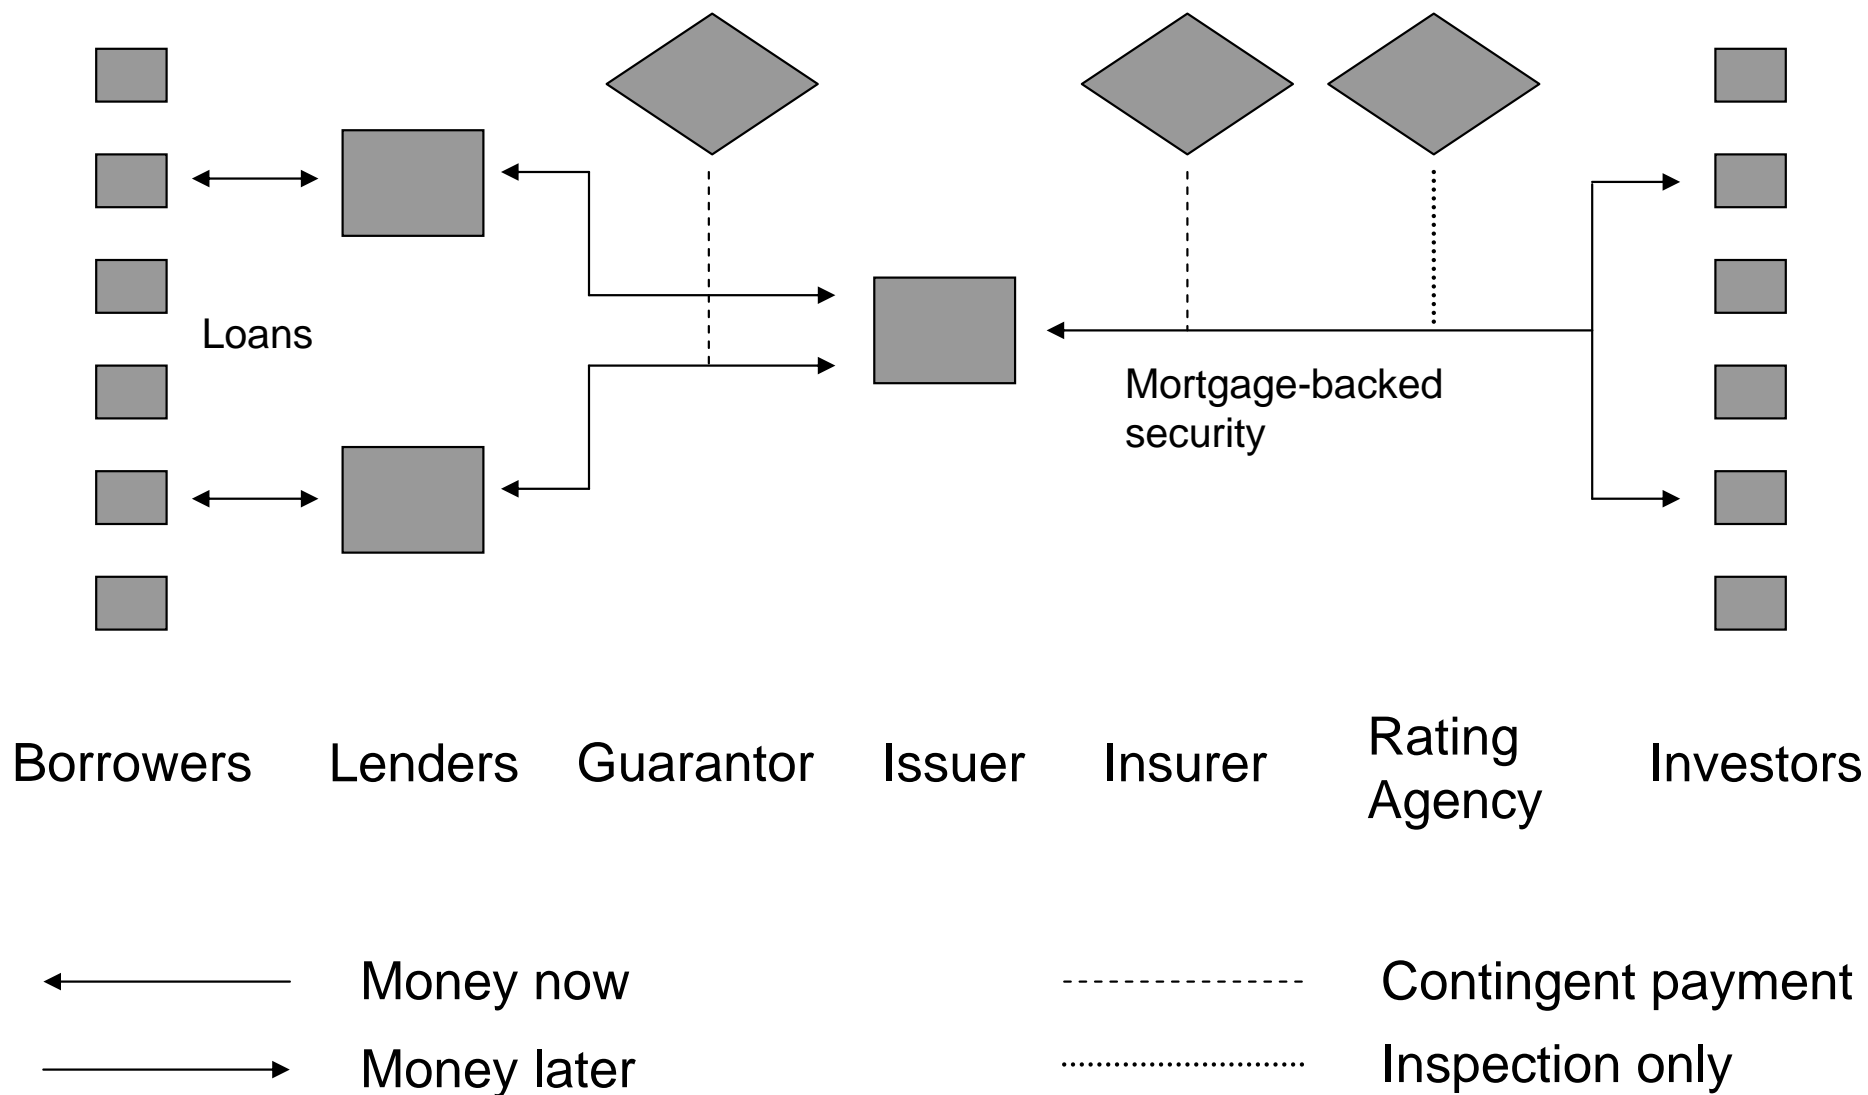 Loans
Mortgage-backed
security
Borrowers
Lenders
Guarantor
Issuer
Insurer
Rating
Agency
Investors
Money now
Contingent payment
Money later
Inspection only